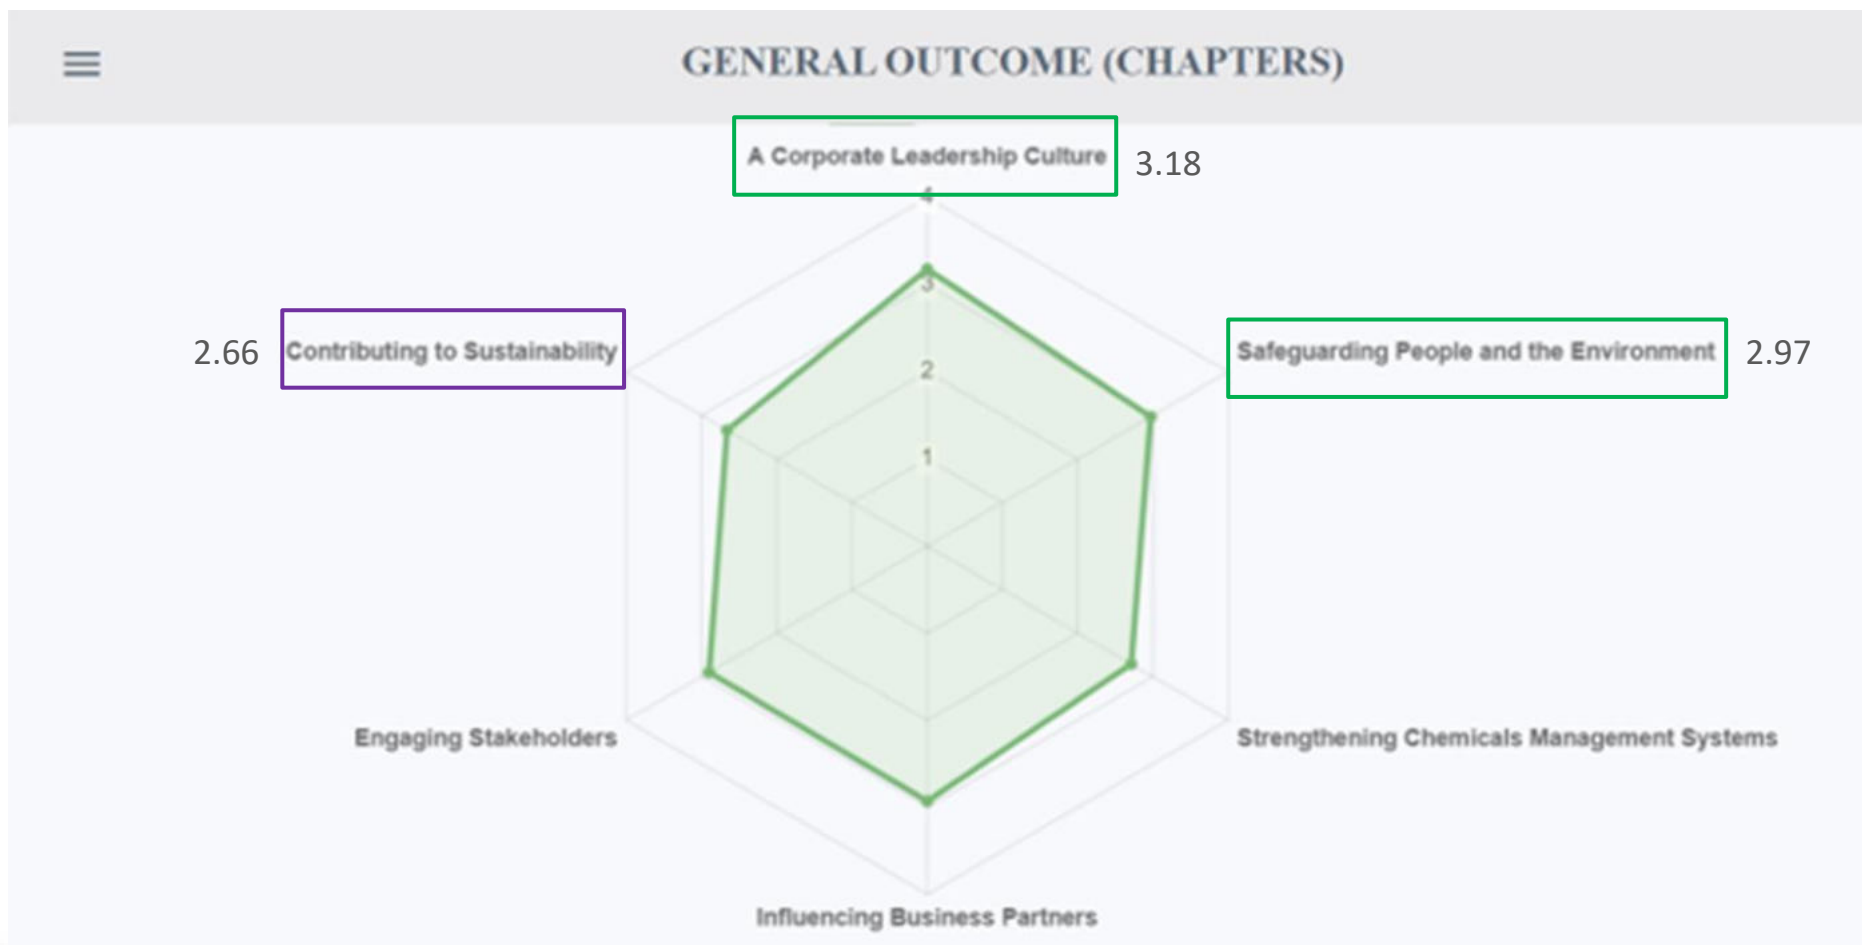 GENERAL OUTCOME (CHAPTERS)
A Corporate Leadership Culture
3.18
4
3
2.66
Contributing to Sustainability
Safeguarding People and the Environment
2.97
2
1
Engaging Stakeholders
Strengthening Chemicals Management Systems
Influencing Business Partners